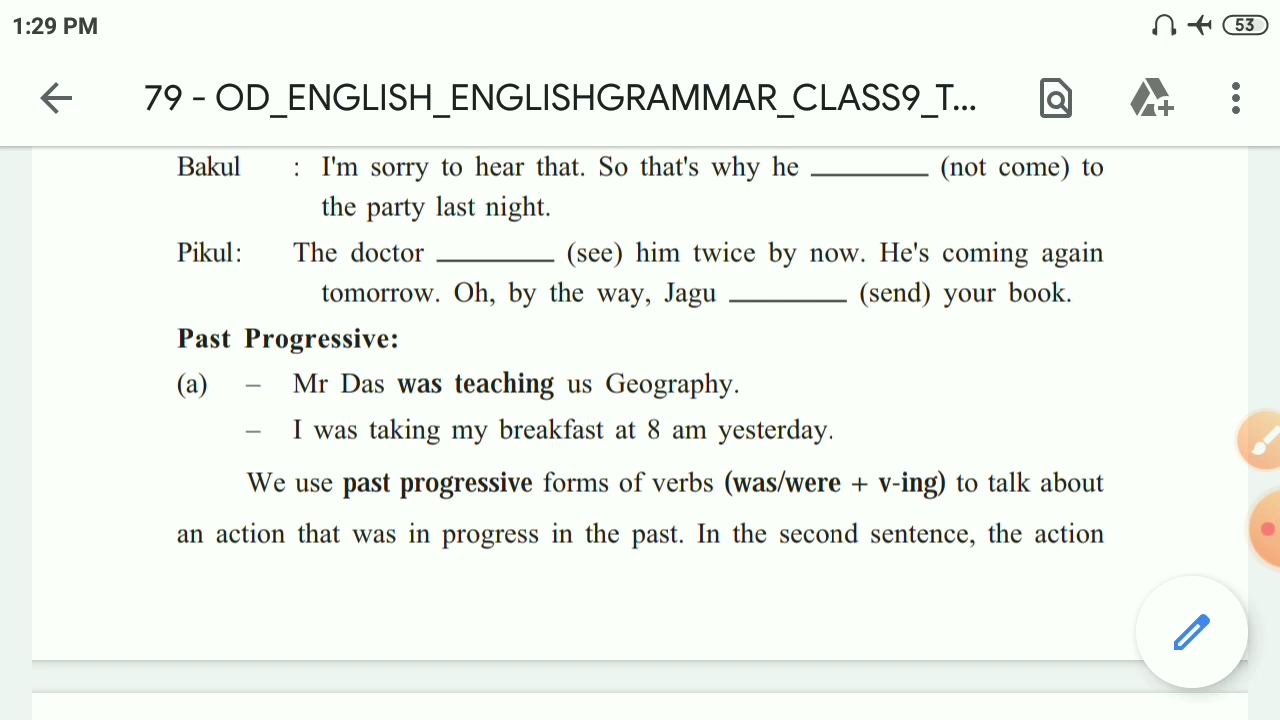 1:29 PM 53
79 - OD_ENGLISH_ENGLISHGRAMMAR_CLASS9_T...
Bakul : I'm sorry to hear that. So that's why he ________ (not come) to
the party last night.
Pikul: The doctor ________ (see) him twice by now. He's coming again
tomorrow. Oh, by the way, Jagu ________ (send) your book.
Past Progressive:
(a) – Mr Das was teaching us Geography.
– I was taking my breakfast at 8 am yesterday.
We use past progressive forms of verbs (was/were + v-ing) to talk about
an action that was in progress in the past. In the second sentence, the action